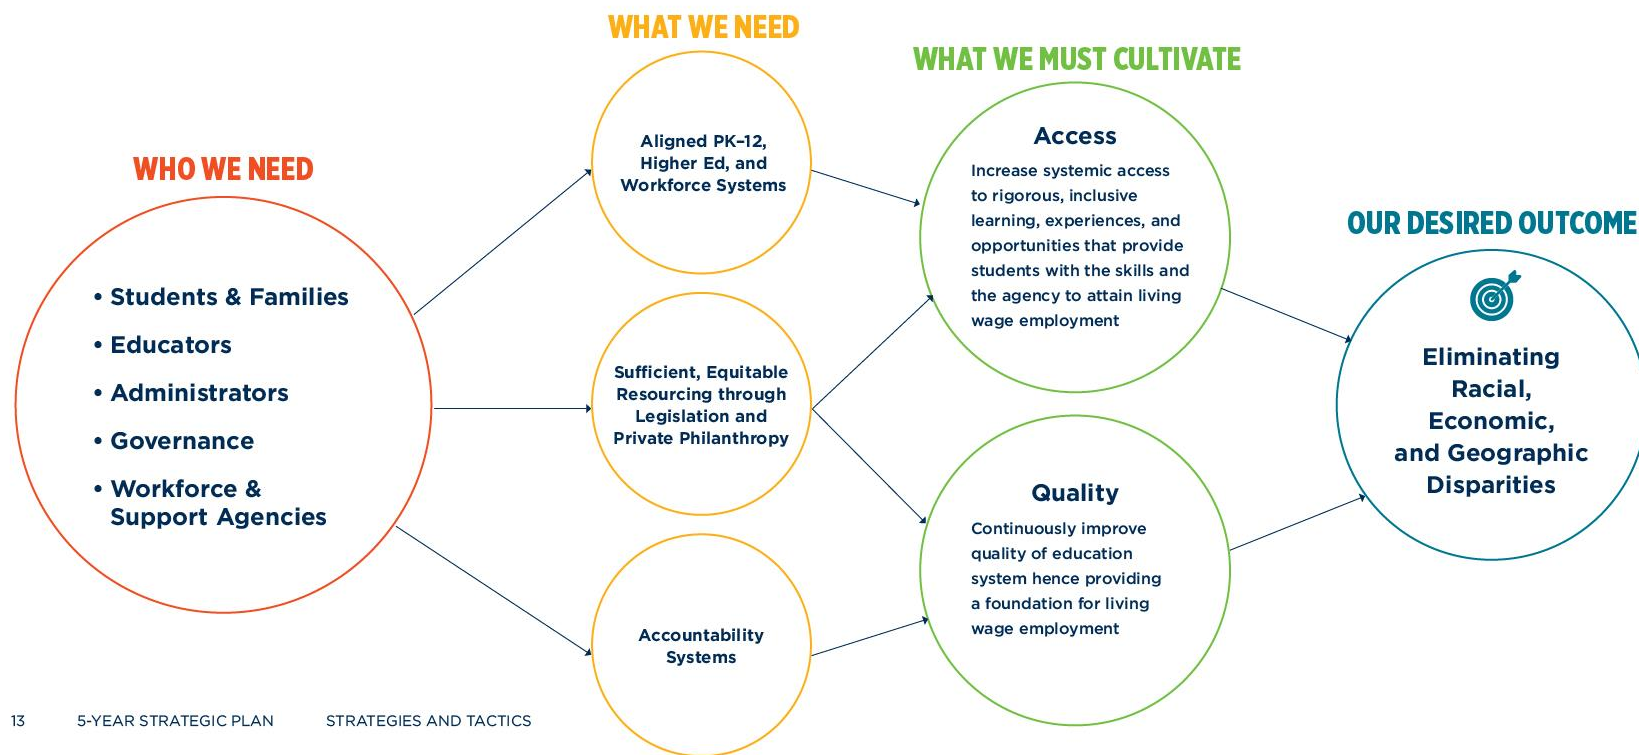 WHO WE NEED
• Students & Families
• Educators
• Administrators
• Governance
• Workforce &
Support Agencies
WHAT WE NEED
Aligned PK–12,
Higher Ed, and
Workforce Systems
Sufficient, Equitable
Resourcing through
Legislation and
Private Philanthropy
Accountability
Systems
WHAT WE MUST CULTIVATE
Access
Increase systemic access
to rigorous, inclusive
learning, experiences, and
opportunities that provide
students with the skills and
the agency to attain living
wage employment
Quality
Continuously improve
quality of education
system hence providing
a foundation for living
wage employment
OUR DESIRED OUTCOME
Eliminating
Racial,
Economic,
and Geographic
Disparities
13 5-YEAR STRATEGIC PLAN STRATEGIES AND TACTICS